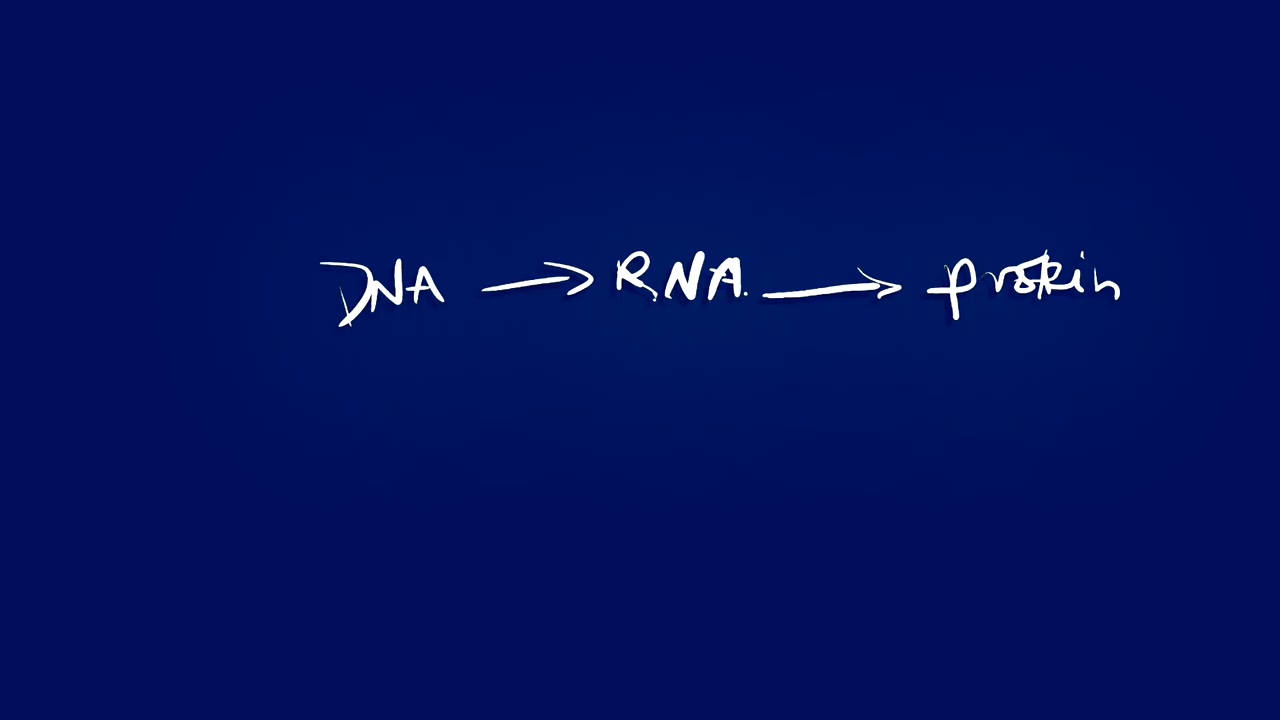 DNA → RNA. → protein